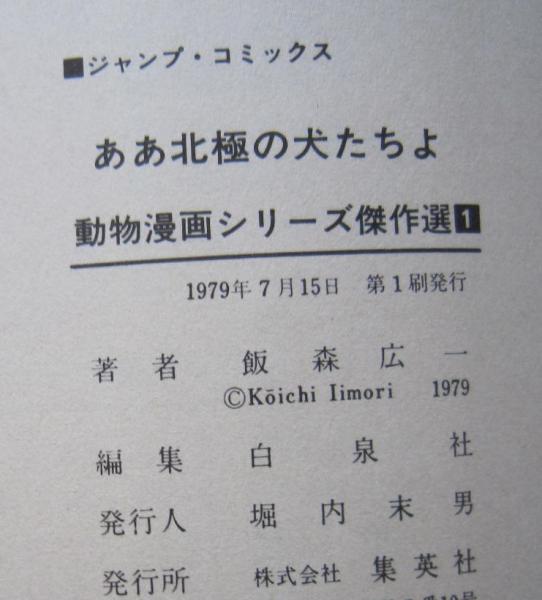 ■ジャンプ・コミックス
ああ北極の犬たちよ
動物漫画シリーズ傑作選1
1979年7月15日 第1刷発行
著者 飯森広一
©Kōichi Iimori 1979
編集 白泉社
発行人 堀内末男
発行所 株式会社 集英社